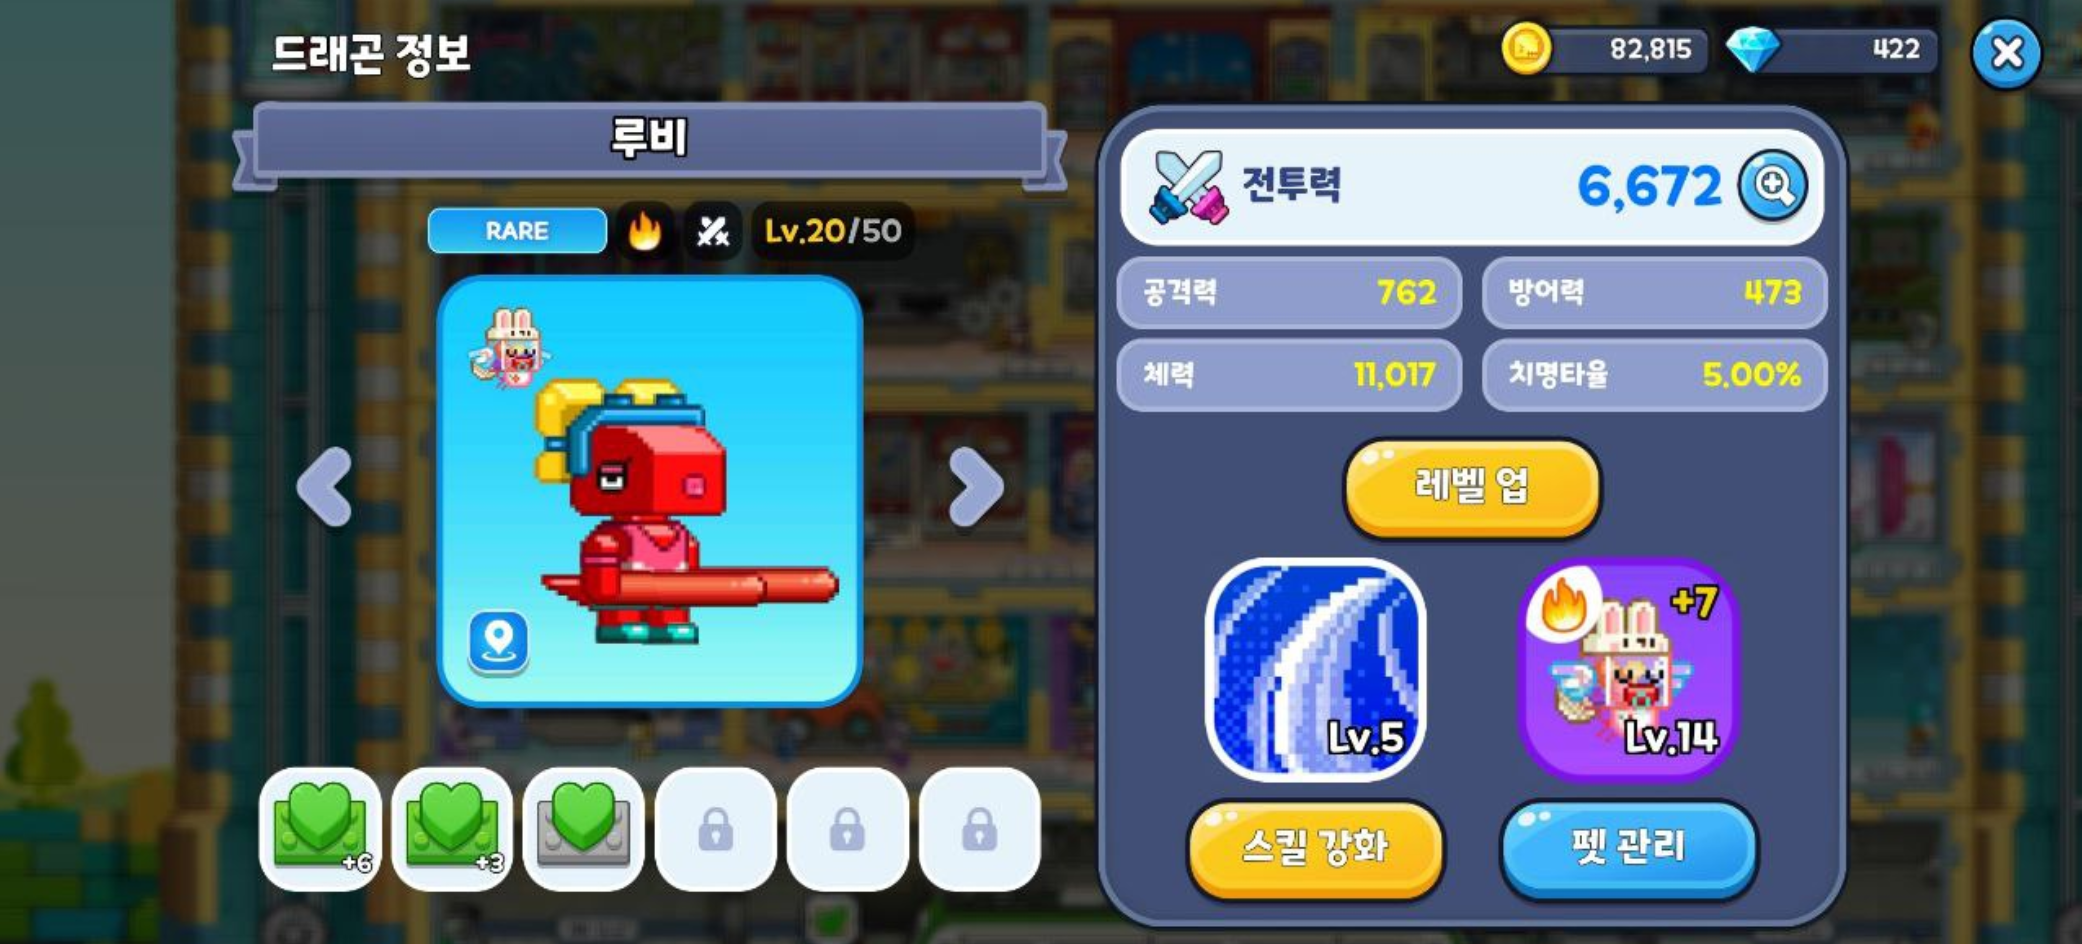 드래곤 정보
82,815
422
루비
RARE
Lv.20/50
전투력
6,672
공격력
762
방어력
473
체력
11,017
치명타율
5.00%
레벨 업
Lv.5
+7
Lv.14
+6
+3
스킬 강화
펫 관리